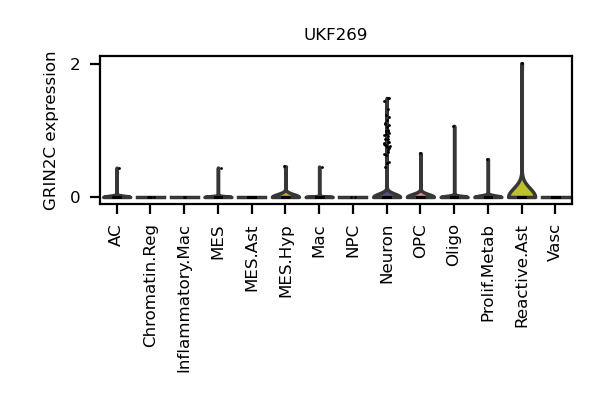 UKF269
GRIN2C expression
2
0
AC
Chromatin.Reg
Inflammatory.Mac
MES
MES.Ast
MES.Hyp
Mac
NPC
Neuron
OPC
Oligo
Prolif.Metab
Reactive.Ast
Vasc